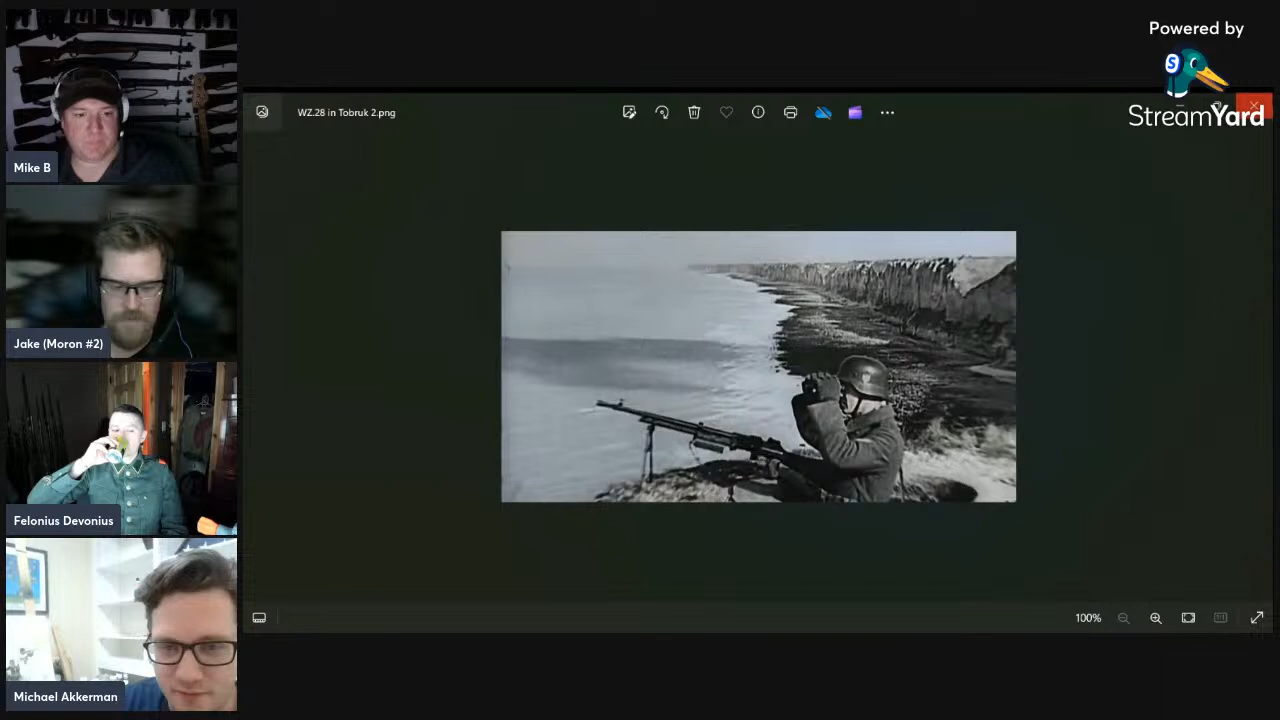 Powered by
StreamYard
WZ.28 in Tobruk 2.png
Mike B
Jake (Moron #2)
Felonius Devonius
Michael Akkerman
100%